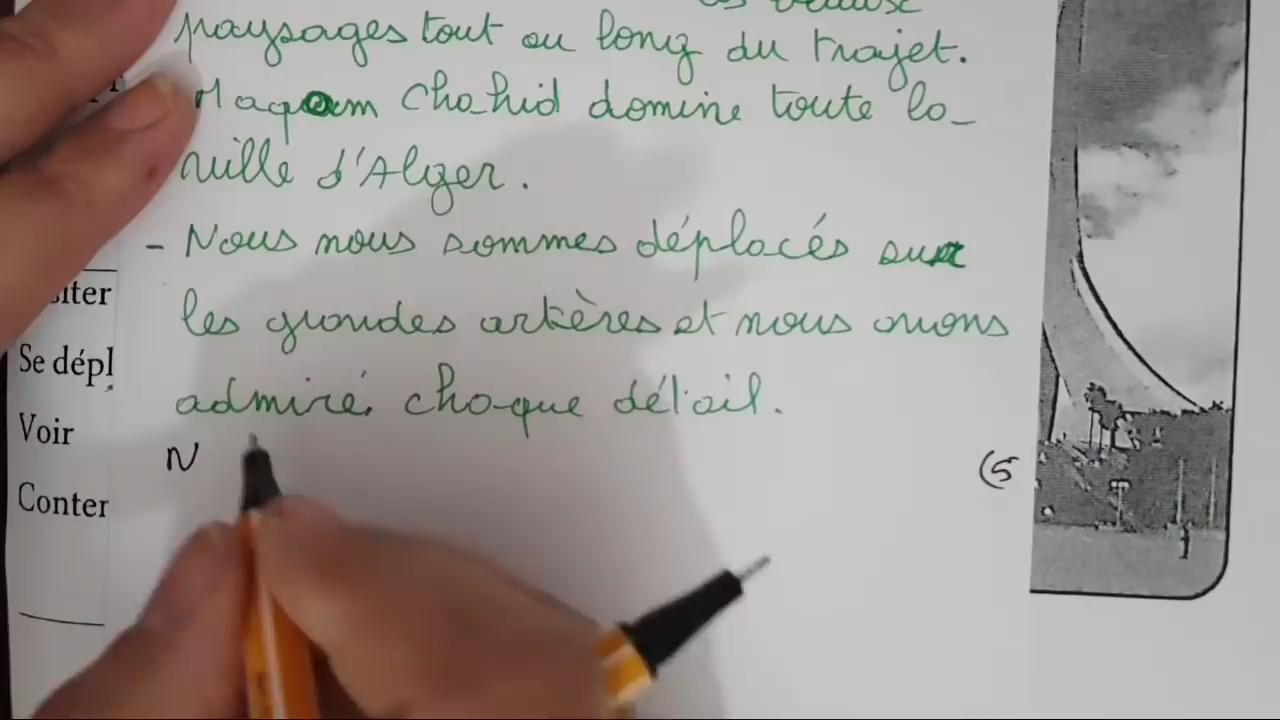 paysages tout au long du trajet.
Maqam Chahid domine toute la
ville d'Alger.
- Nous nous sommes déplacés sur
les grandes artères et nous avons
admiré chaque détail.
N
(5
Se dépl
Voir
Conter